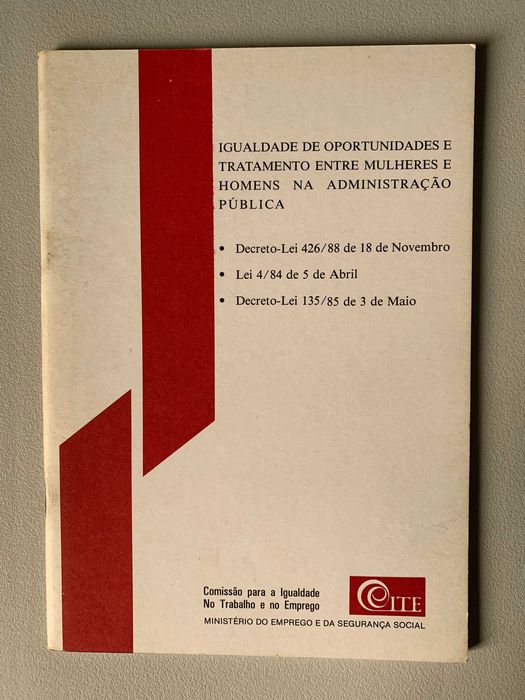 IGUALDADE DE OPORTUNIDADES E
TRATAMENTO ENTRE MULHERES E
HOMENS NA ADMINISTRAÇÃO
PÚBLICA
• Decreto-Lei 426/88 de 18 de Novembro
• Lei 4/84 de 5 de Abril
• Decreto-Lei 135/85 de 3 de Maio
Comissão para a Igualdade
No Trabalho e no Emprego
CITE
MINISTÉRIO DO EMPREGO E DA SEGURANÇA SOCIAL